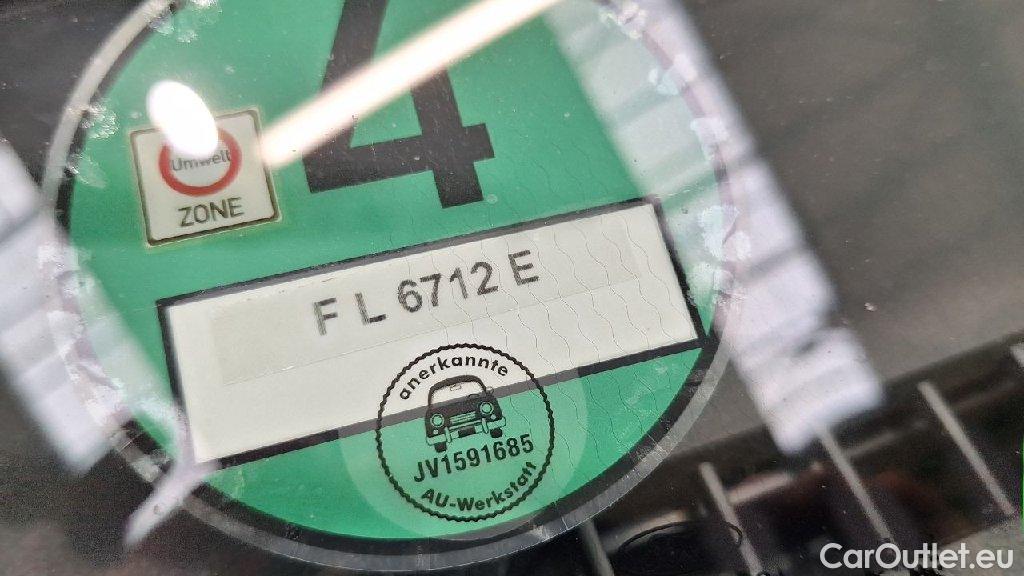 4
Umwelt
ZONE
F L 6712 E
anerkannte
JV1591685
AU-Werkstatt
CarOutlet.eu